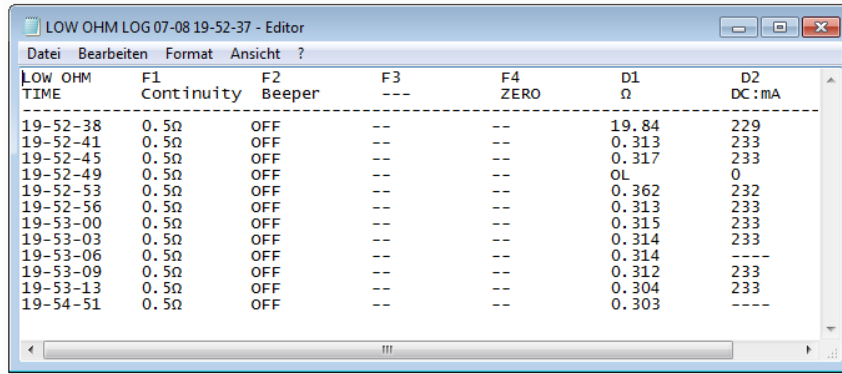 LOW OHM LOG 07-08 19-52-37 - Editor
Datei Bearbeiten Format Ansicht ?
LOW OHM F1 F2 F3 F4 D1 D2
TIME Continuity Beeper --- ZERO Ω DC:mA
--------------------------------------------------------------------------------
19-52-38 0.5Ω OFF -- -- 19.84 229
19-52-41 0.5Ω OFF -- -- 0.313 233
19-52-45 0.5Ω OFF -- -- 0.317 233
19-52-49 0.5Ω OFF -- -- OL 0
19-52-53 0.5Ω OFF -- -- 0.362 232
19-52-56 0.5Ω OFF -- -- 0.313 233
19-53-00 0.5Ω OFF -- -- 0.315 233
19-53-03 0.5Ω OFF -- -- 0.314 233
19-53-06 0.5Ω OFF -- -- 0.314 ----
19-53-09 0.5Ω OFF -- -- 0.312 233
19-53-13 0.5Ω OFF -- -- 0.304 233
19-54-51 0.5Ω OFF -- -- 0.303 ----